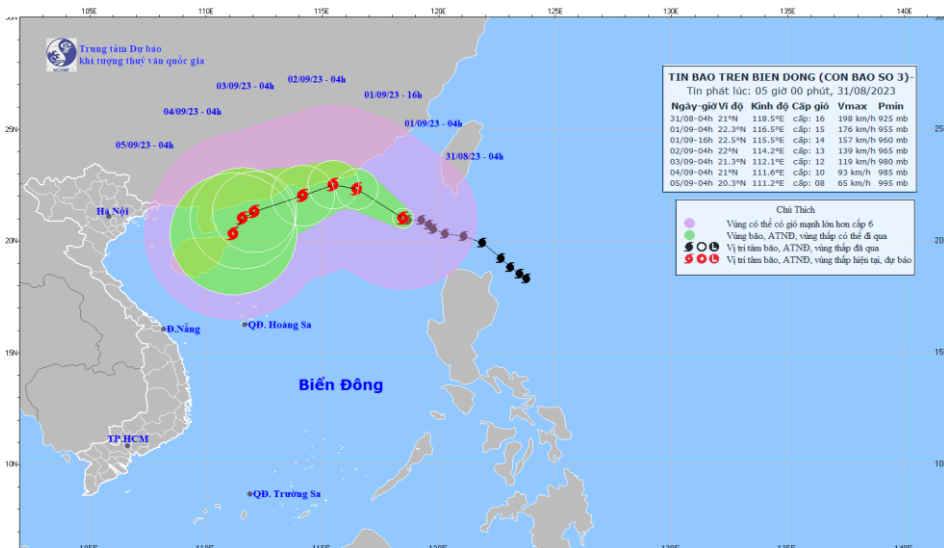 105E 110E 115E 120E 125E 130E 135E 140E
Trung tâm Dự báo
khí tượng thuỷ văn quốc gia
02/09/23 - 04h
03/09/23 - 04h
01/09/23 - 16h
04/09/23 - 04h
01/09/23 - 04h
05/09/23 - 04h
31/08/23 - 04h
TIN BAO TREN BIEN DONG (CON BAO SO 3)-
Tin phát lúc: 05 giờ 00 phút, 31/08/2023
Ngày-giờ Vĩ độ Kinh độ Cấp gió Vmax Pmin
31/08-04h 21°N 118.5°E cấp: 16 198 km/h 925 mb
01/09-04h 22.3°N 116.5°E cấp: 15 176 km/h 955 mb
01/09-16h 22.5°N 115.5°E cấp: 14 157 km/h 960 mb
02/09-04h 22°N 114.2°E cấp: 13 139 km/h 965 mb
03/09-04h 21.3°N 112.1°E cấp: 12 119 km/h 980 mb
04/09-04h 21°N 111.6°E cấp: 10 93 km/h 985 mb
05/09-04h 20.3°N 111.2°E cấp: 08 65 km/h 995 mb
Chú Thích
Vùng có thể có gió mạnh lớn hơn cấp 6
Vùng bão, ATNĐ, vùng thấp có thể đi qua
Vị trí tâm bão, ATNĐ, vùng thấp đã qua
Vị trí tâm bão, ATNĐ, vùng thấp hiện tại, dự báo
25N
20N
15N
10N
Hà Nội
QĐ. Hoàng Sa
Đ.Nẵng
Biển Đông
TP.HCM
QĐ. Trường Sa
105E 110E 115E 120E 125E 130E 135E 140E